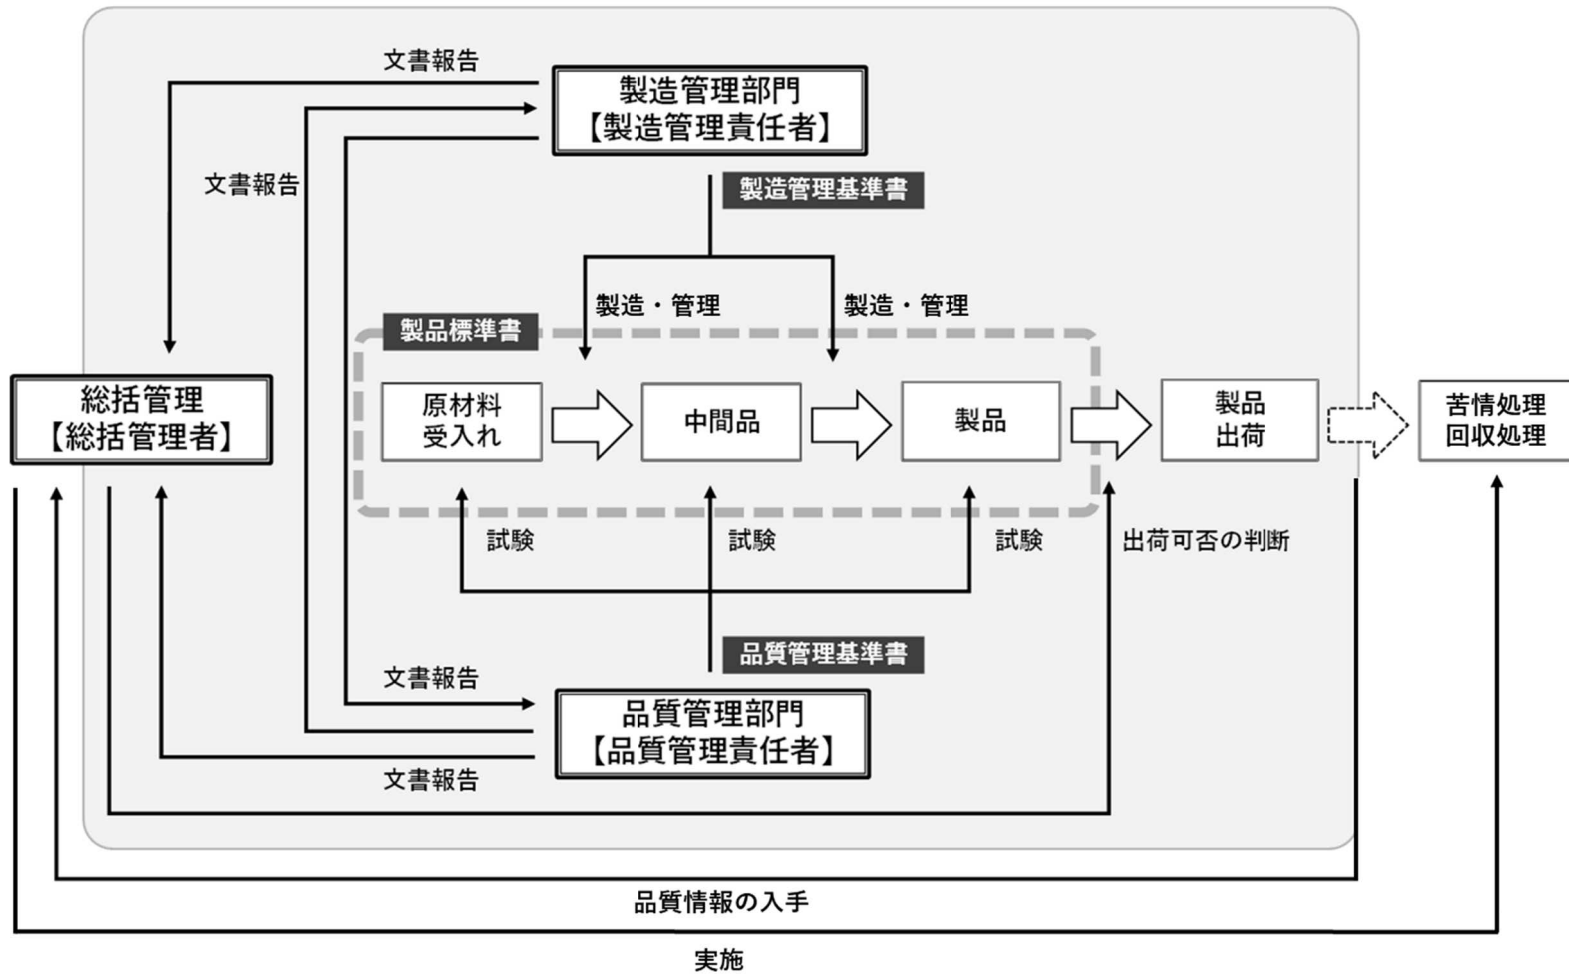 文書報告
製造管理部門
【製造管理責任者】
文書報告
製造管理基準書
製造・管理
製造・管理
製品標準書
総括管理
【総括管理者】
原材料
受入れ
中間品
製品
製品
出荷
苦情処理
回収処理
試験
試験
試験
出荷可否の判断
品質管理基準書
文書報告
品質管理部門
【品質管理責任者】
文書報告
品質情報の入手
実施